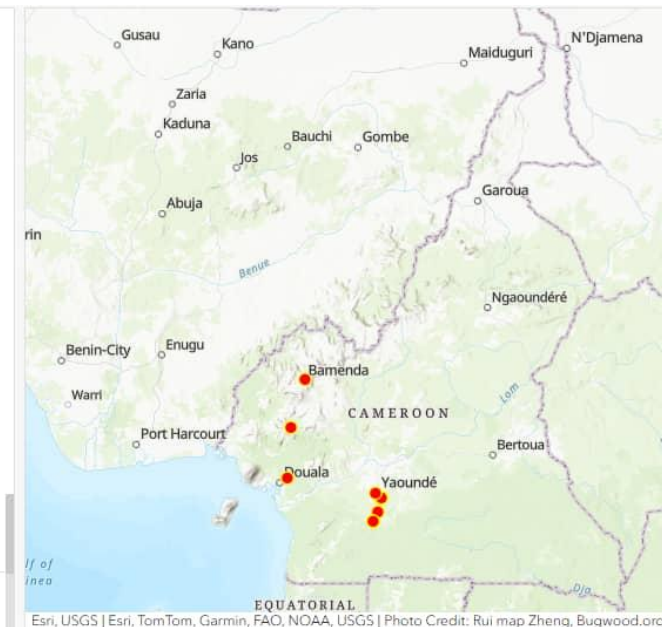 Gusau
Kano
N'Djamena
Maiduguri
Zaria
Kaduna
Bauchi
Gombe
Jos
Garoua
Abuja
rin
Benue
Ngaoundéré
Enugu
Benin-City
Bamenda
Warri
CAMEROON
Lom
Port Harcourt
Bertoua
Douala
Yaoundé
lf of
inea
Dja
EQUATORIAL
Esri, USGS | Esri, TomTom, Garmin, FAO, NOAA, USGS | Photo Credit: Rui map Zheng, Bugwood.orc